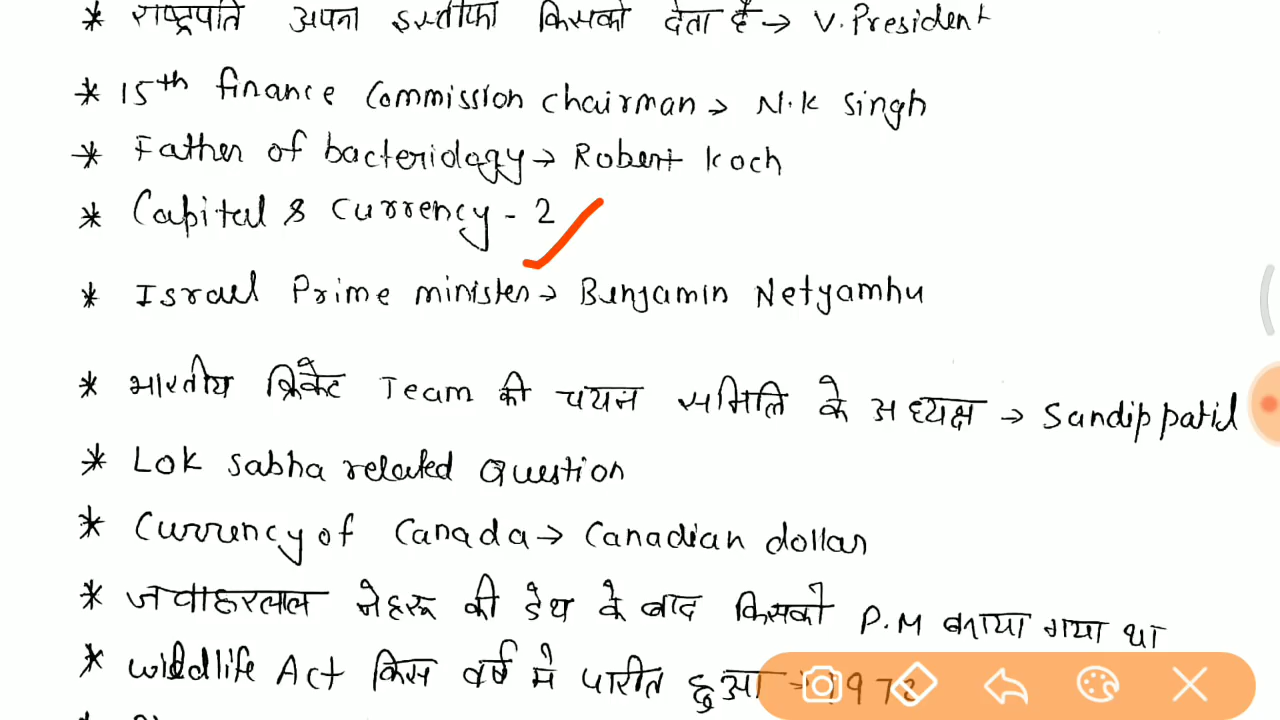 * राष्ट्रपति अपना इस्तीफा किसको देता है → V. President
* 15th finance Commission chairman → N.K Singh
* Father of bacteriology → Robert Koch
* Capital & Currency - 2
* Israel Prime minister → Benjamin Netyamhu
* भारतीय क्रिकेट Team की चयन समिति के अध्यक्ष → Sandip patil
* Lok sabha related question
* Currency of Canada → Canadian dollar
* जवाहरलाल नेहरू की डेथ के बाद किसको P.M बनाया गया था
* wildlife Act किस वर्ष मे पारीत हुआ →